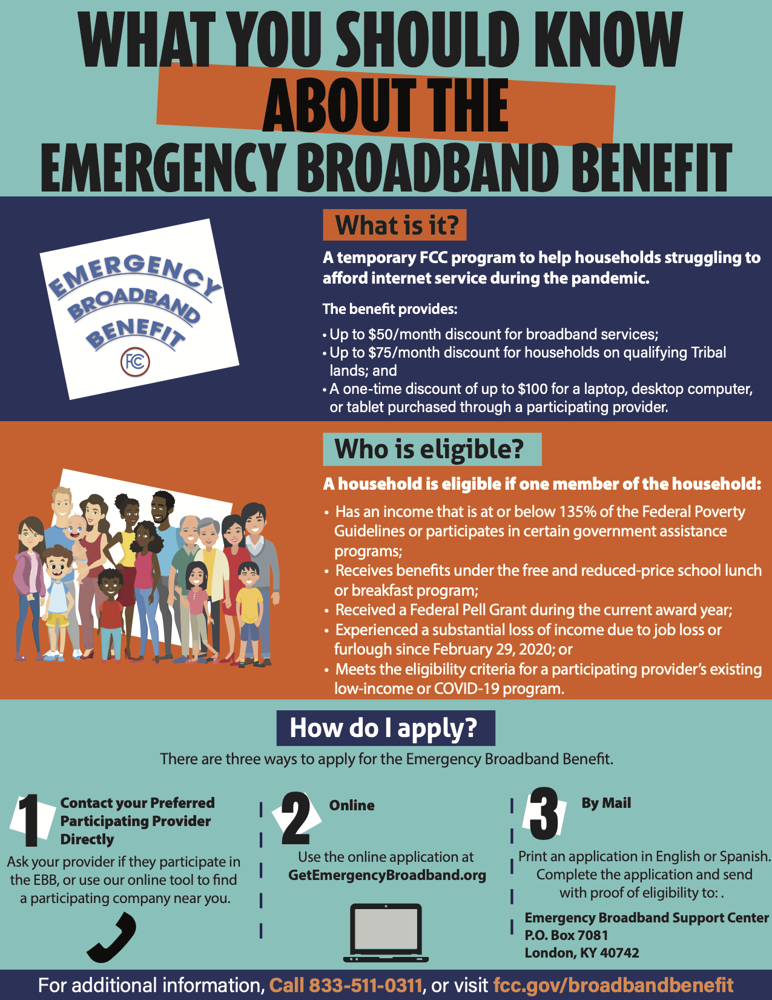 WHAT YOU SHOULD KNOW
ABOUT THE
EMERGENCY BROADBAND BENEFIT
EMERGENCY
BROADBAND
BENEFIT
FCC
What is it?
A temporary FCC program to help households struggling to
afford internet service during the pandemic.
The benefit provides:
• Up to $50/month discount for broadband services;
• Up to $75/month discount for households on qualifying Tribal
lands; and
• A one-time discount of up to $100 for a laptop, desktop computer,
or tablet purchased through a participating provider.
Who is eligible?
A household is eligible if one member of the household:
• Has an income that is at or below 135% of the Federal Poverty
Guidelines or participates in certain government assistance
programs;
• Receives benefits under the free and reduced-price school lunch
or breakfast program;
• Received a Federal Pell Grant during the current award year;
• Experienced a substantial loss of income due to job loss or
furlough since February 29, 2020; or
• Meets the eligibility criteria for a participating provider’s existing
low-income or COVID-19 program.
How do I apply?
There are three ways to apply for the Emergency Broadband Benefit.
1
Contact your Preferred
Participating Provider
Directly
Ask your provider if they participate in
the EBB, or use our online tool to find
a participating company near you.
2
Online
Use the online application at
GetEmergencyBroadband.org
3
By Mail
Print an application in English or Spanish.
Complete the application and send
with proof of eligibility to: .
Emergency Broadband Support Center
P.O. Box 7081
London, KY 40742
For additional information, Call 833-511-0311, or visit fcc.gov/broadbandbenefit